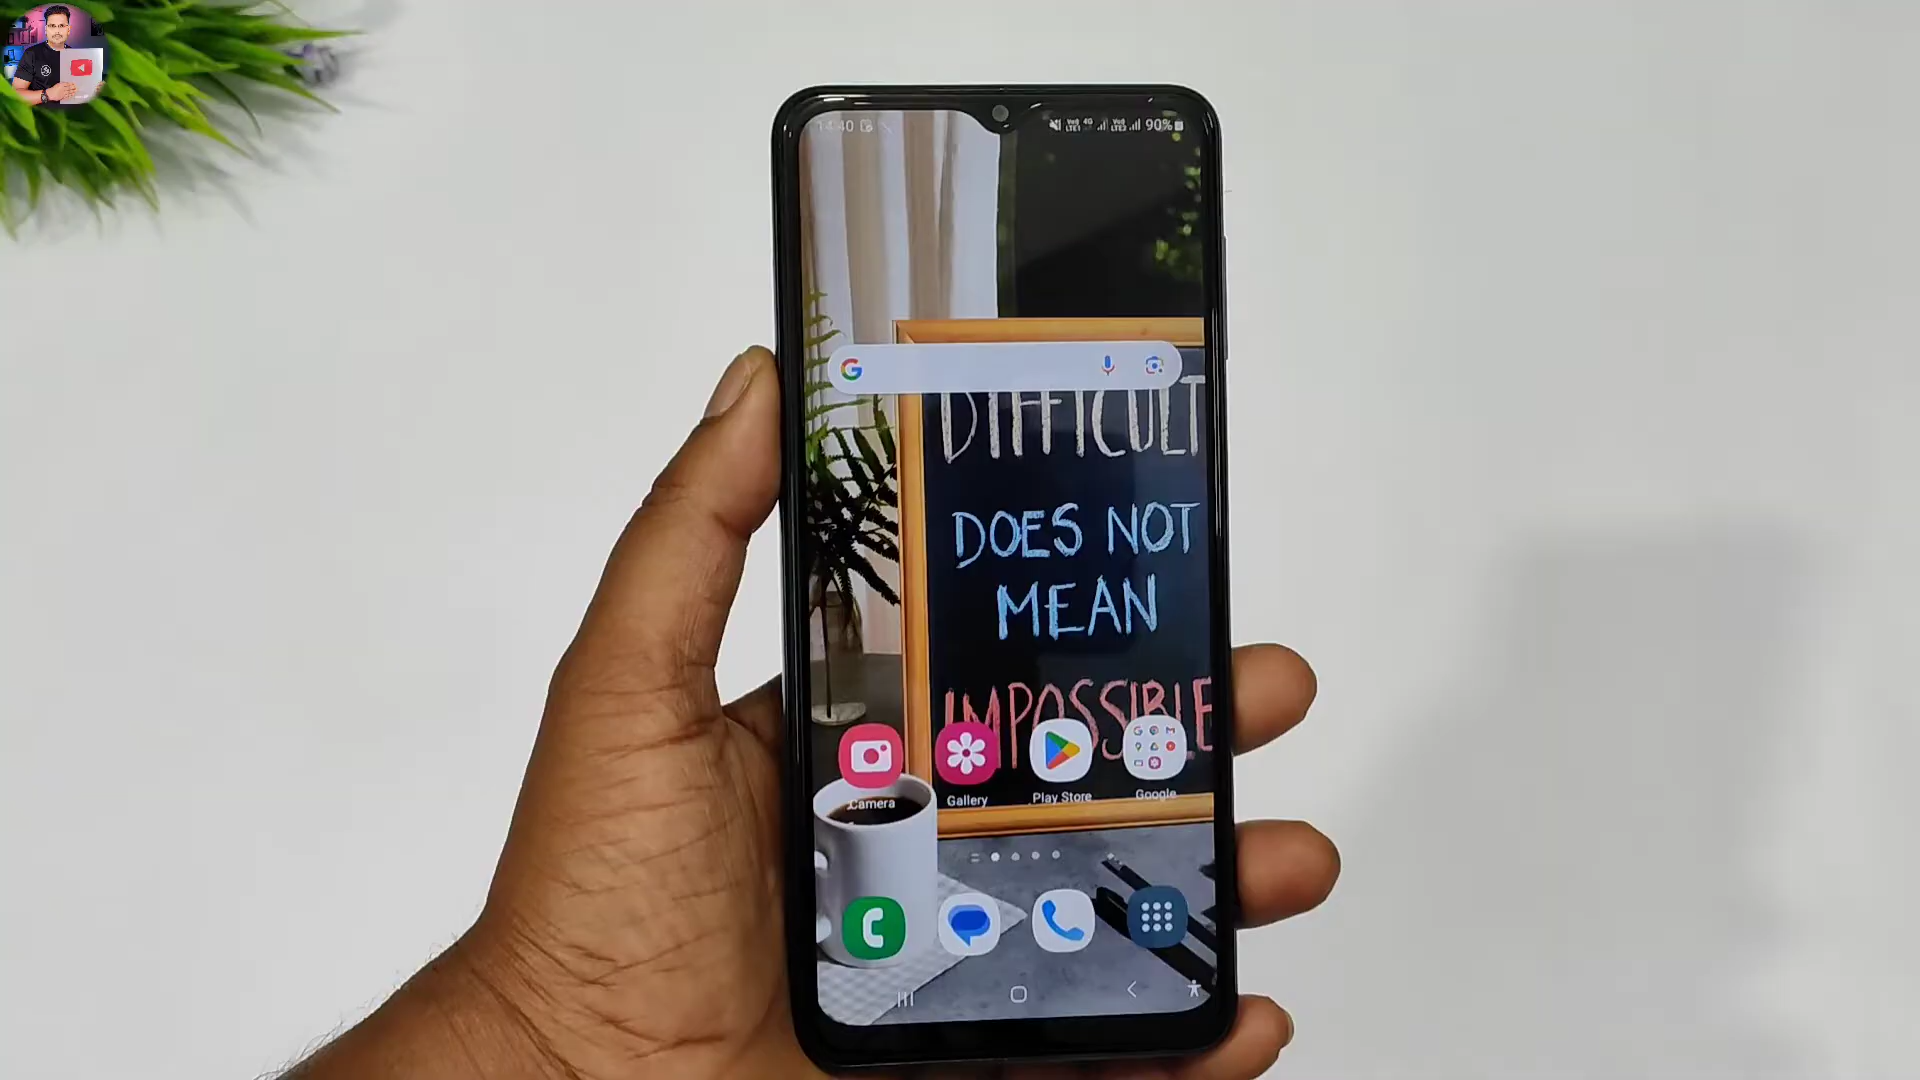 14:40 90%
DIFFICULT
DOES NOT
MEAN
IMPOSSIBLE
Camera Gallery Play Store Google